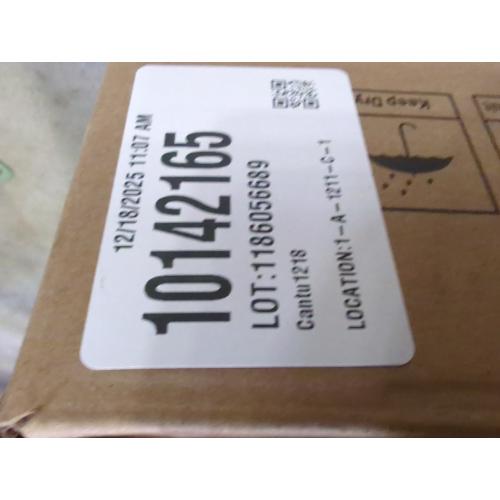 12/18/2025 11:07 AM
10142165
LOT:1186056689
Cantu1218
LOCATION:1-A-1211-C-1
Keep Dry